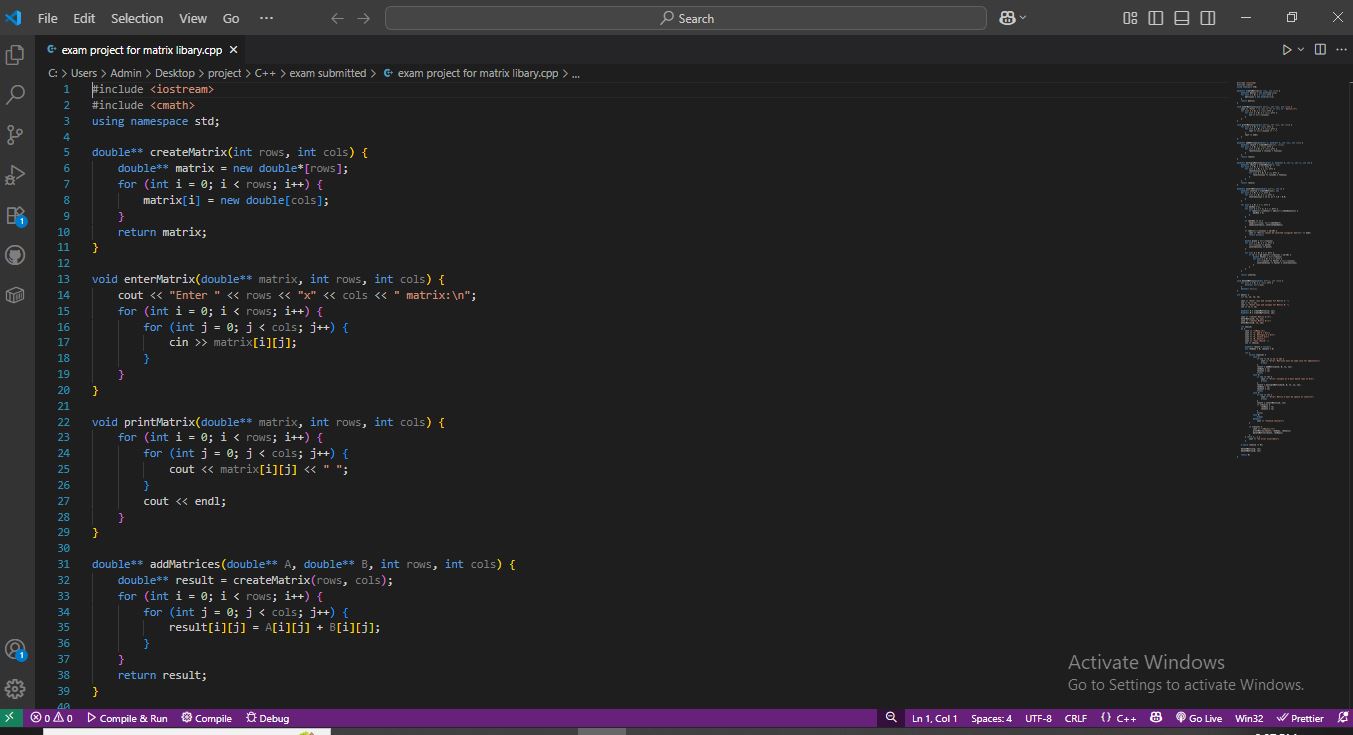 File Edit Selection View Go ··· Search
exam project for matrix libary.cpp
C: > Users > Admin > Desktop > project > C++ > exam submitted > exam project for matrix libary.cpp > ...
1 #include <iostream>
2 #include <cmath>
3 using namespace std;
4
5 double** createMatrix(int rows, int cols) {
6 double** matrix = new double*[rows];
7 for (int i = 0; i < rows; i++) {
8 matrix[i] = new double[cols];
9 }
10 return matrix;
11 }
12
13 void enterMatrix(double** matrix, int rows, int cols) {
14 cout << "Enter " << rows << "x" << cols << " matrix:\n";
15 for (int i = 0; i < rows; i++) {
16 for (int j = 0; j < cols; j++) {
17 cin >> matrix[i][j];
18 }
19 }
20 }
21
22 void printMatrix(double** matrix, int rows, int cols) {
23 for (int i = 0; i < rows; i++) {
24 for (int j = 0; j < cols; j++) {
25 cout << matrix[i][j] << " ";
26 }
27 cout << endl;
28 }
29 }
30
31 double** addMatrices(double** A, double** B, int rows, int cols) {
32 double** result = createMatrix(rows, cols);
33 for (int i = 0; i < rows; i++) {
34 for (int j = 0; j < cols; j++) {
35 result[i][j] = A[i][j] + B[i][j];
36 }
37 }
38 return result;
39 }
40
Activate Windows
Go to Settings to activate Windows.
1
1
0 0 Compile & Run Compile Debug Ln 1, Col 1 Spaces: 4 UTF-8 CRLF {} C++ Go Live Win32 Prettier